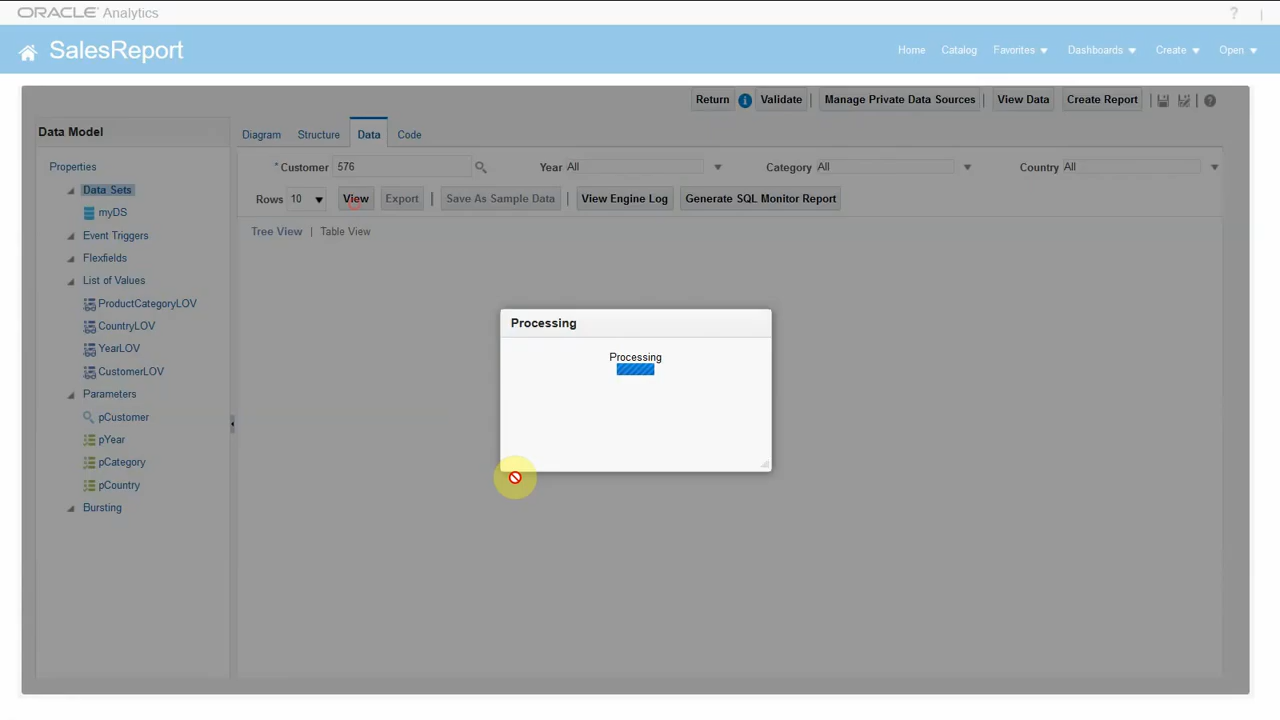 ORACLE Analytics
?
SalesReport
Home Catalog Favorites Dashboards Create Open
Return Validate | Manage Private Data Sources | View Data Create Report |
Data Model
Diagram Structure Data Code
Properties
* Customer 576 Year All Category All Country All
Data Sets
Rows 10 View Export | Save As Sample Data | View Engine Log Generate SQL Monitor Report
myDS
Tree View | Table View
Event Triggers
Flexfields
List of Values
ProductCategoryLOV
CountryLOV
YearLOV
CustomerLOV
Parameters
pCustomer
pYear
pCategory
pCountry
Bursting
Processing
Processing